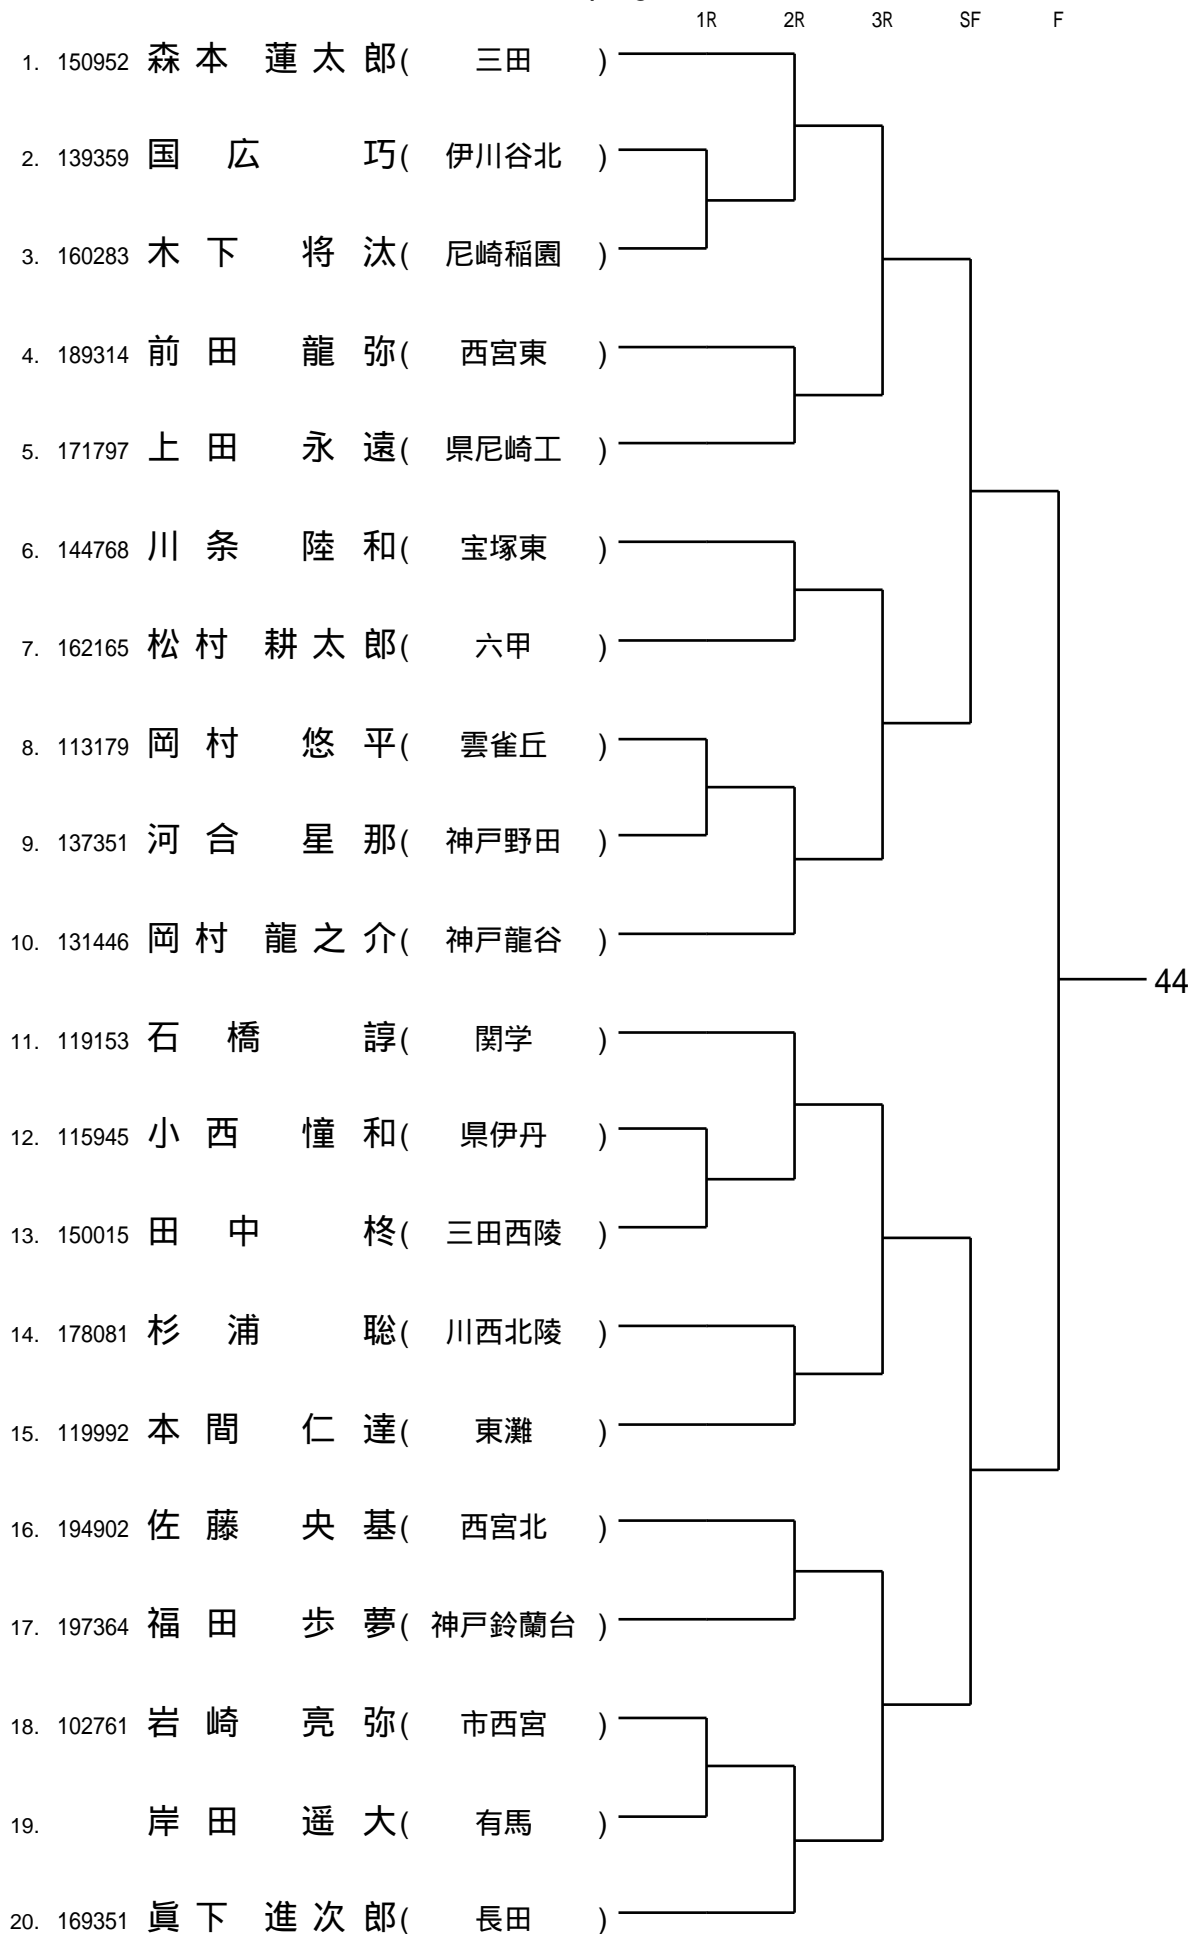 1R 2R 3R SF F
1. 150952 森本 蓮太郎( 三田 )
2. 139359 国広 巧( 伊川谷北 )
3. 160283 木下 将汰( 尼崎稲園 )
4. 189314 前田 龍弥( 西宮東 )
5. 171797 上田 永遠( 県尼崎工 )
6. 144768 川条 陸和( 宝塚東 )
7. 162165 松村 耕太郎( 六甲 )
8. 113179 岡村 悠平( 雲雀丘 )
9. 137351 河合 星那( 神戸野田 )
10. 131446 岡村 龍之介( 神戸龍谷 )
44
11. 119153 石橋 諄( 関学 )
12. 115945 小西 憧和( 県伊丹 )
13. 150015 田中 柊( 三田西陵 )
14. 178081 杉浦 聡( 川西北陵 )
15. 119992 本間 仁達( 東灘 )
16. 194902 佐藤 央基( 西宮北 )
17. 197364 福田 歩夢( 神戸鈴蘭台 )
18. 102761 岩崎 亮弥( 市西宮 )
19. 岸田 遥大( 有馬 )
20. 169351 眞下 進次郎( 長田 )